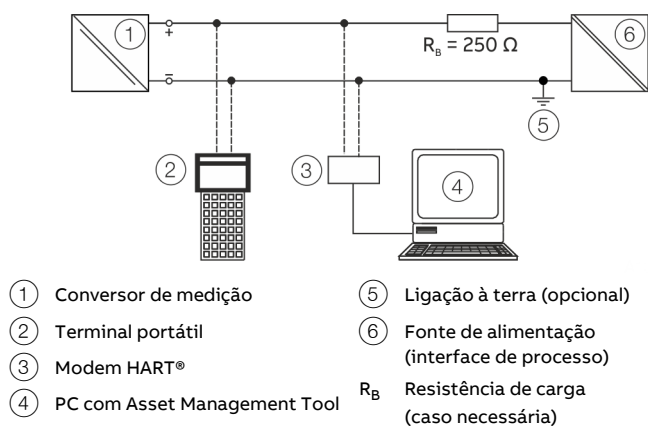 1
+
–
R_B = 250 Ω
6
5
2
3
4
1 Conversor de medição
2 Terminal portátil
3 Modem HART®
4 PC com Asset Management Tool
5 Ligação à terra (opcional)
6 Fonte de alimentação
(interface de processo)
R_B Resistência de carga
(caso necessária)